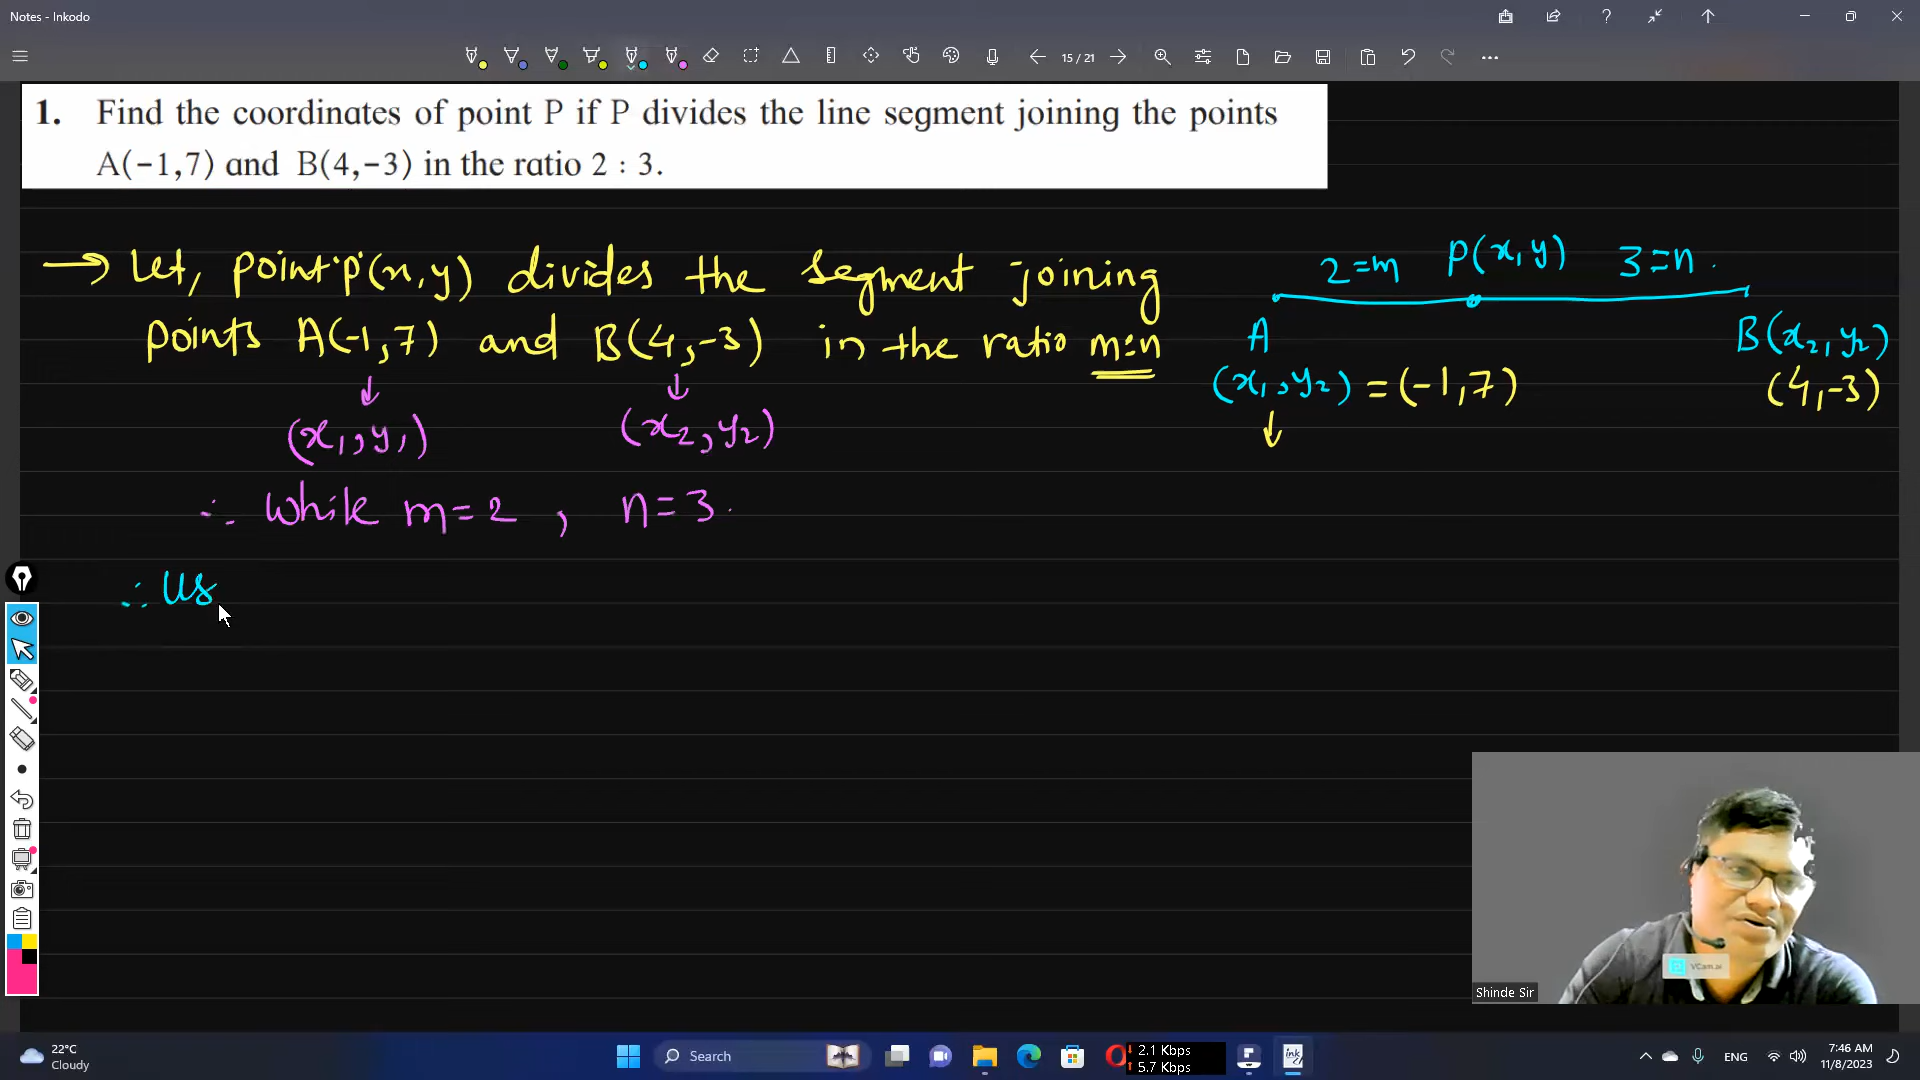 Notes - Inkodo
15 / 21
1. Find the coordinates of point P if P divides the line segment joining the points
A(−1,7) and B(4,−3) in the ratio 2 : 3.
→ Let, point 'P'(x,y) divides the segment joining
points A(-1,7) and B(4,-3) in the ratio m:n
↓ ↓
(x₁,y₁) (x₂,y₂)
∴ while m=2, n=3.
∴ Us
2=m P(x,y) 3=n.
A B(x₂,y₂)
(x₁,y₂) = (-1,7) (4,-3)
↓
VCam.ai
Shinde Sir
22°C
Cloudy
Search
2.1 Kbps
5.7 Kbps
ink
ENG
7:46 AM
11/8/2023